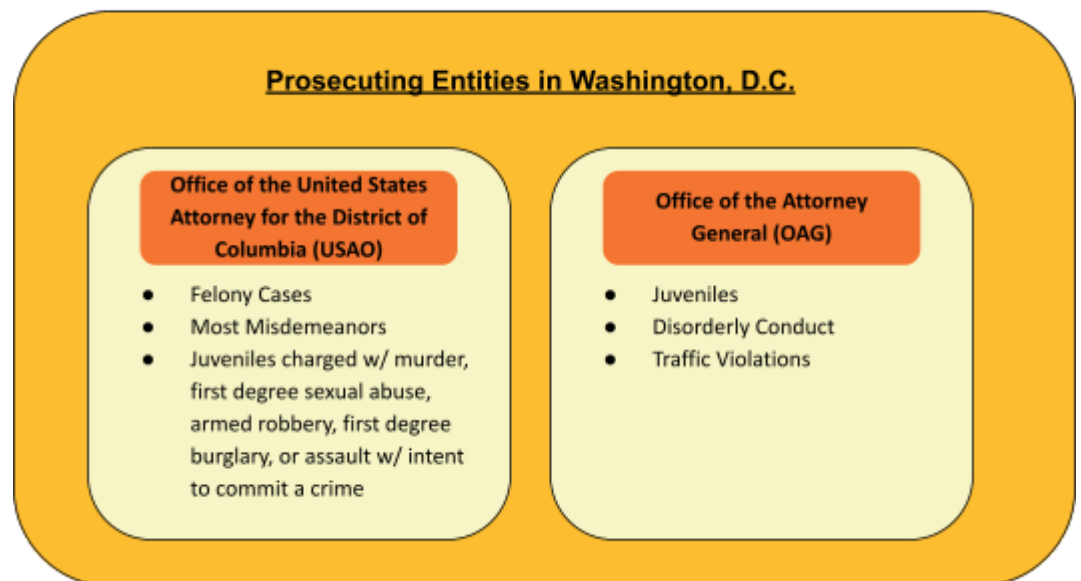 Prosecuting Entities in Washington, D.C.
Office of the United States
Attorney for the District of
Columbia (USAO)
● Felony Cases
● Most Misdemeanors
● Juveniles charged w/ murder,
first degree sexual abuse,
armed robbery, first degree
burglary, or assault w/ intent
to commit a crime
Office of the Attorney
General (OAG)
● Juveniles
● Disorderly Conduct
● Traffic Violations